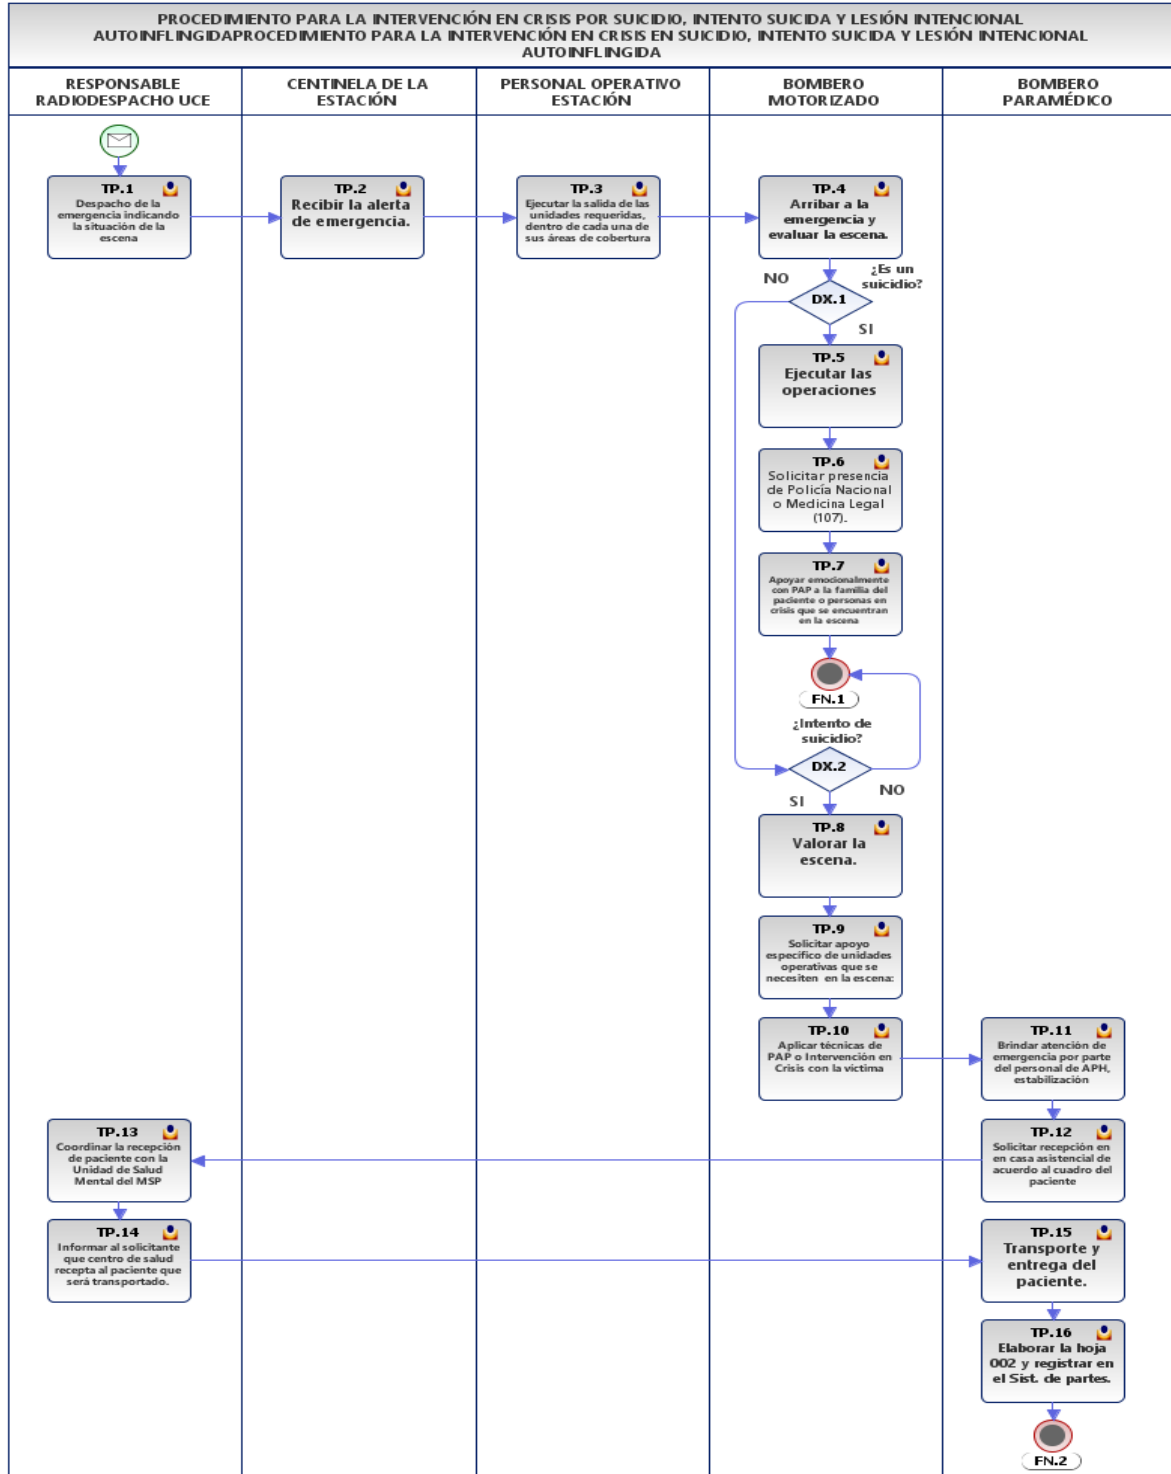 PROCEDIMIENTO PARA LA INTERVENCIÓN EN CRISIS POR SUICIDIO, INTENTO SUICIDA Y LESIÓN INTENCIONAL
AUTOINFLINGIDAPROCEDIMIENTO PARA LA INTERVENCIÓN EN CRISIS EN SUICIDIO, INTENTO SUICIDA Y LESIÓN INTENCIONAL
AUTOINFLINGIDA
RESPONSABLE
RADIODESPACHO UCE
CENTINELA DE LA
ESTACIÓN
PERSONAL OPERATIVO
ESTACIÓN
BOMBERO
MOTORIZADO
BOMBERO
PARAMÉDICO
TP.1
Despacho de la
emergencia indicando
la situación de la
escena
TP.2
Recibir la alerta
de emergencia.
TP.3
Ejecutar la salida de las
unidades requeridas,
dentro de cada una de
sus áreas de cobertura
TP.4
Arribar a la
emergencia y
evaluar la escena.
¿Es un
suicidio?
NO
DX.1
SI
TP.5
Ejecutar las
operaciones
TP.6
Solicitar presencia
de Policía Nacional
o Medicina Legal
(107).
TP.7
Apoyar emocionalmente
con PAP a la familia del
paciente o personas en
crisis que se encuentran
en la escena
FN.1
¿Intento de
suicidio?
DX.2
NO
SI
TP.8
Valorar la
escena.
TP.9
Solicitar apoyo
específico de unidades
operativas que se
necesiten en la escena:
TP.10
Aplicar técnicas de
PAP o Intervención en
Crisis con la víctima
TP.11
Brindar atención de
emergencia por parte
del personal de APH,
estabilización
TP.12
Solicitar recepción en
en casa asistencial de
acuerdo al cuadro del
paciente
TP.13
Coordinar la recepción
de paciente con la
Unidad de Salud
Mental del MSP
TP.14
Informar al solicitante
que centro de salud
recepta al paciente que
será transportado.
TP.15
Transporte y
entrega del
paciente.
TP.16
Elaborar la hoja
002 y registrar en
el Sist. de partes.
FN.2